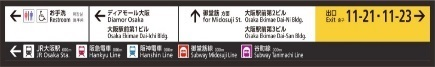 お手洗
Restroom
ディアモール大阪
Diamor Osaka
大阪駅前第1ビル
Osaka Ekimae Dai-Ichi Bldg.
御堂筋 方面
for Midosuji St.
大阪駅前第2ビル
Osaka Ekimae Dai-Ni Bldg.
大阪駅前第3ビル
Osaka Ekimae Dai-San Bldg.
出口
Exit
11-21・11-23
JR大阪駅
JR Osaka Sta.
阪急電車
Hankyu Line
阪神電車
Hanshin Line
御堂筋線
Subway Midosuji Line
谷町線
Subway Tanimachi Line